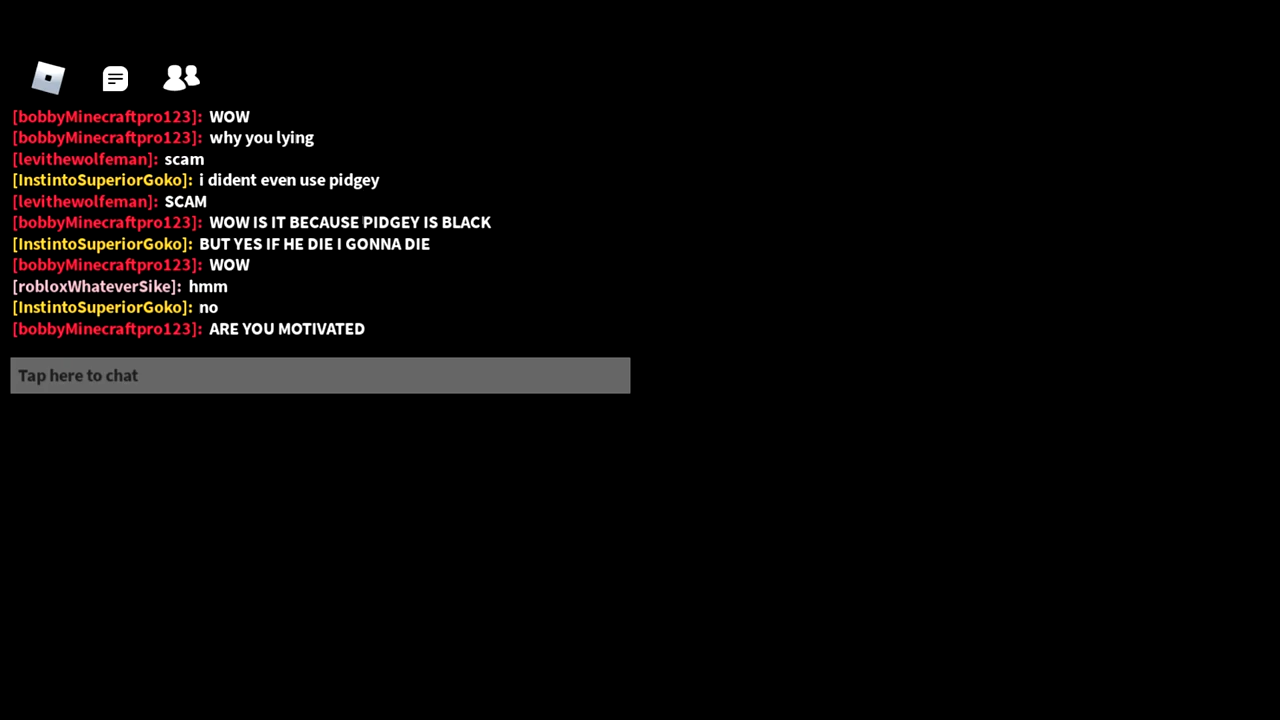 [bobbyMinecraftpro123]: WOW
[bobbyMinecraftpro123]: why you lying
[levithewolfeman]: scam
[InstintoSuperiorGoko]: i dident even use pidgey
[levithewolfeman]: SCAM
[bobbyMinecraftpro123]: WOW IS IT BECAUSE PIDGEY IS BLACK
[InstintoSuperiorGoko]: BUT YES IF HE DIE I GONNA DIE
[bobbyMinecraftpro123]: WOW
[robloxWhateverSike]: hmm
[InstintoSuperiorGoko]: no
[bobbyMinecraftpro123]: ARE YOU MOTIVATED
Tap here to chat